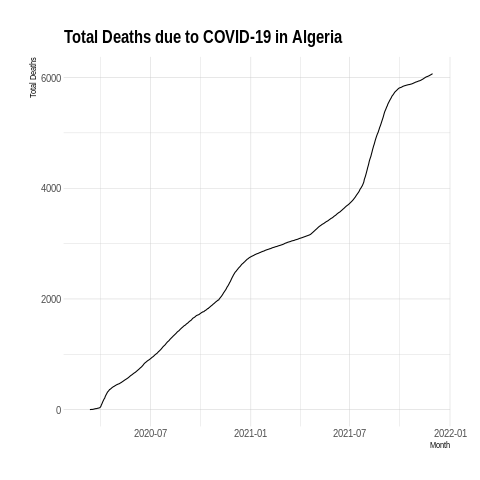 Total Deaths due to COVID-19 in Algeria
Total Deaths
6000
4000
2000
0
2020-07 2021-01 2021-07 2022-01
Month